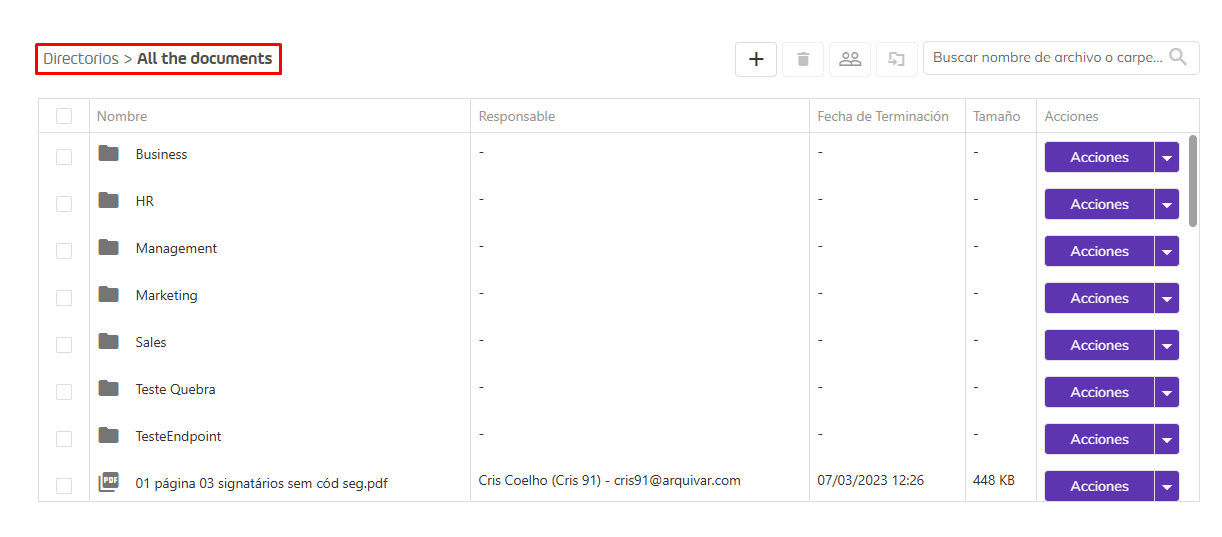 Directorios > All the documents
Buscar nombre de archivo o carpe...
Nombre Responsable Fecha de Terminación Tamaño Acciones
Business - - - Acciones
HR - - - Acciones
Management - - - Acciones
Marketing - - - Acciones
Sales - - - Acciones
Teste Quebra - - - Acciones
TesteEndpoint - - - Acciones
PDF 01 página 03 signatários sem cód seg.pdf Cris Coelho (Cris 91) - cris91@arquivar.com 07/03/2023 12:26 448 KB Acciones